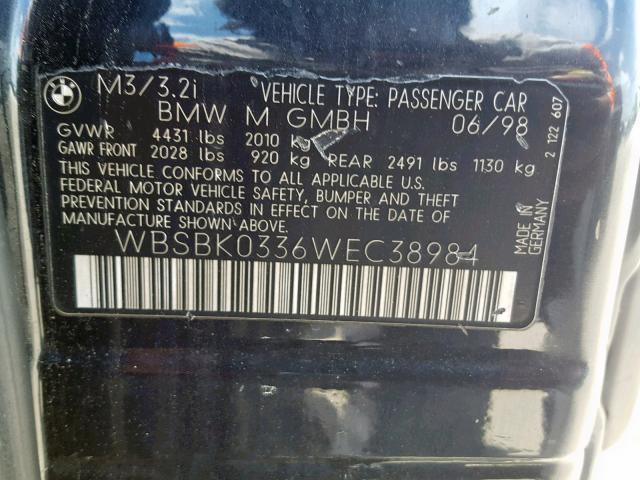 BMW
M3/3.2i VEHICLE TYPE: PASSENGER CAR
BMW M GMBH 06/98
GVWR 4431 lbs 2010 kg
GAWR FRONT 2028 lbs 920 kg REAR 2491 lbs 1130 kg
THIS VEHICLE CONFORMS TO ALL APPLICABLE U.S.
FEDERAL MOTOR VEHICLE SAFETY, BUMPER AND THEFT
PREVENTION STANDARDS IN EFFECT ON THE DATE OF
MANUFACTURE SHOWN ABOVE.
WBSBK0336WEC38984
2 122 607
MADE IN
GERMANY